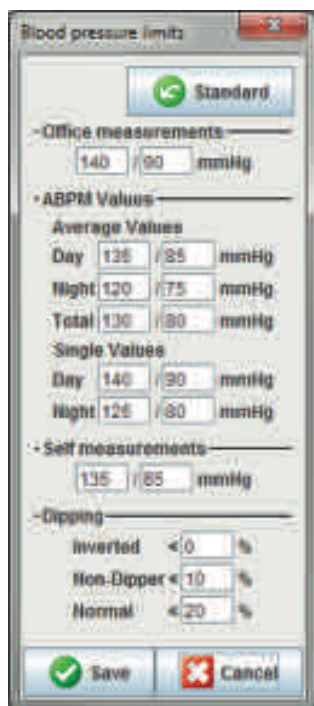 Blood pressure limits
Standard
Office measurements
140 / 90 mmHg
ABPM Values
Average Values
Day 135 / 85 mmHg
Night 120 / 75 mmHg
Total 130 / 80 mmHg
Single Values
Day 140 / 90 mmHg
Night 125 / 80 mmHg
Self measurements
135 / 85 mmHg
Dipping
Inverted < 0 %
Non-Dipper < 10 %
Normal < 20 %
Save Cancel